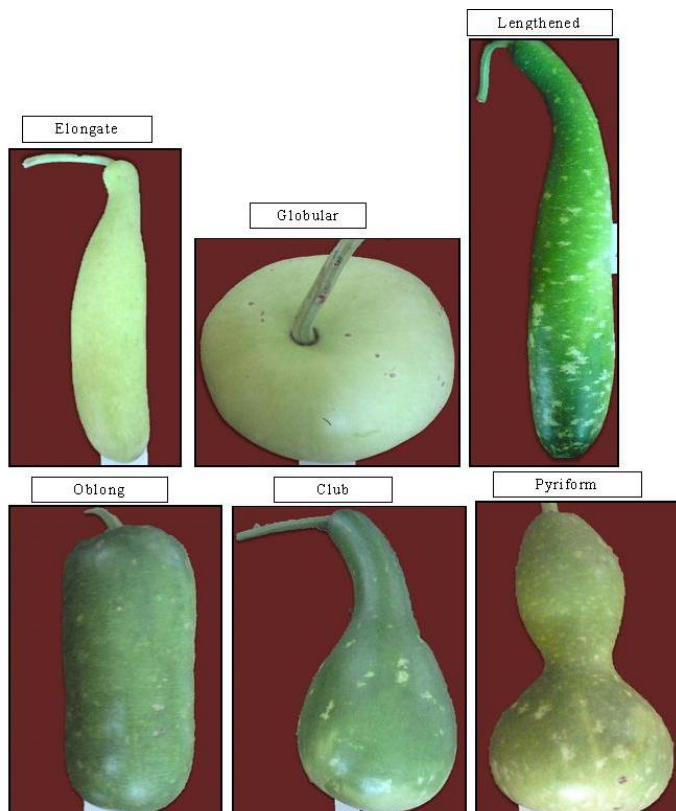 Lengthened
Elongate
Globular
Oblong
Club
Pyriform